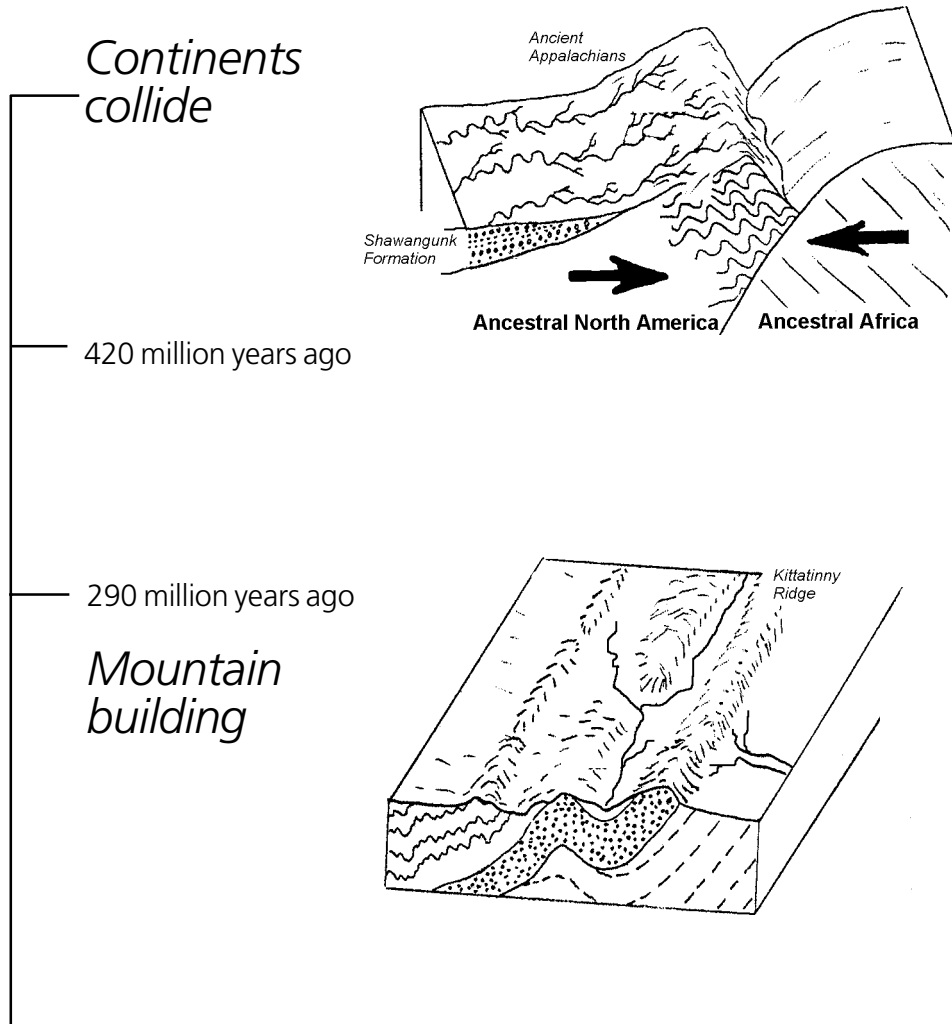 Continents
collide
Ancient
Appalachians
Shawangunk
Formation
Ancestral North America
Ancestral Africa
420 million years ago
290 million years ago
Kittatinny
Ridge
Mountain
building